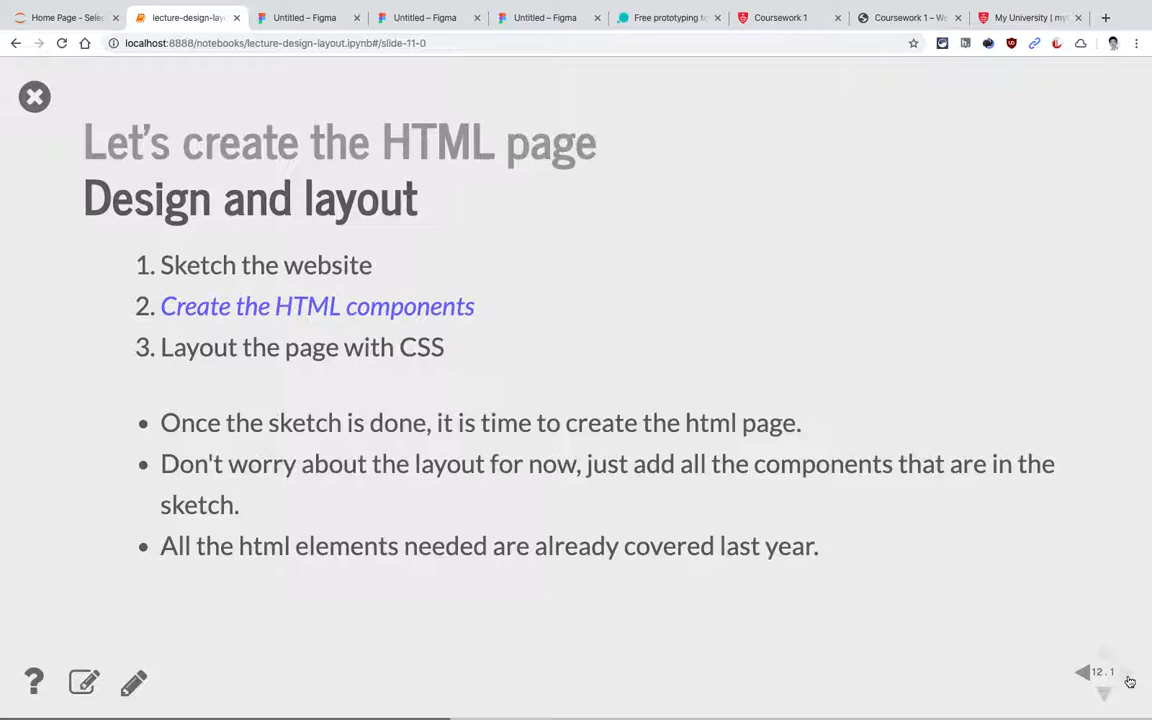 Home Page - Selec
lecture-design-layou
Untitled – Figma
Untitled – Figma
Untitled – Figma
Free prototyping to
Coursework 1
Coursework 1 – We
My University | my
localhost:8888/notebooks/lecture-design-layout.ipynb#/slide-11-0
Let's create the HTML page
Design and layout
1. Sketch the website
2. Create the HTML components
3. Layout the page with CSS
• Once the sketch is done, it is time to create the html page.
• Don't worry about the layout for now, just add all the components that are in the
sketch.
• All the html elements needed are already covered last year.
12.1